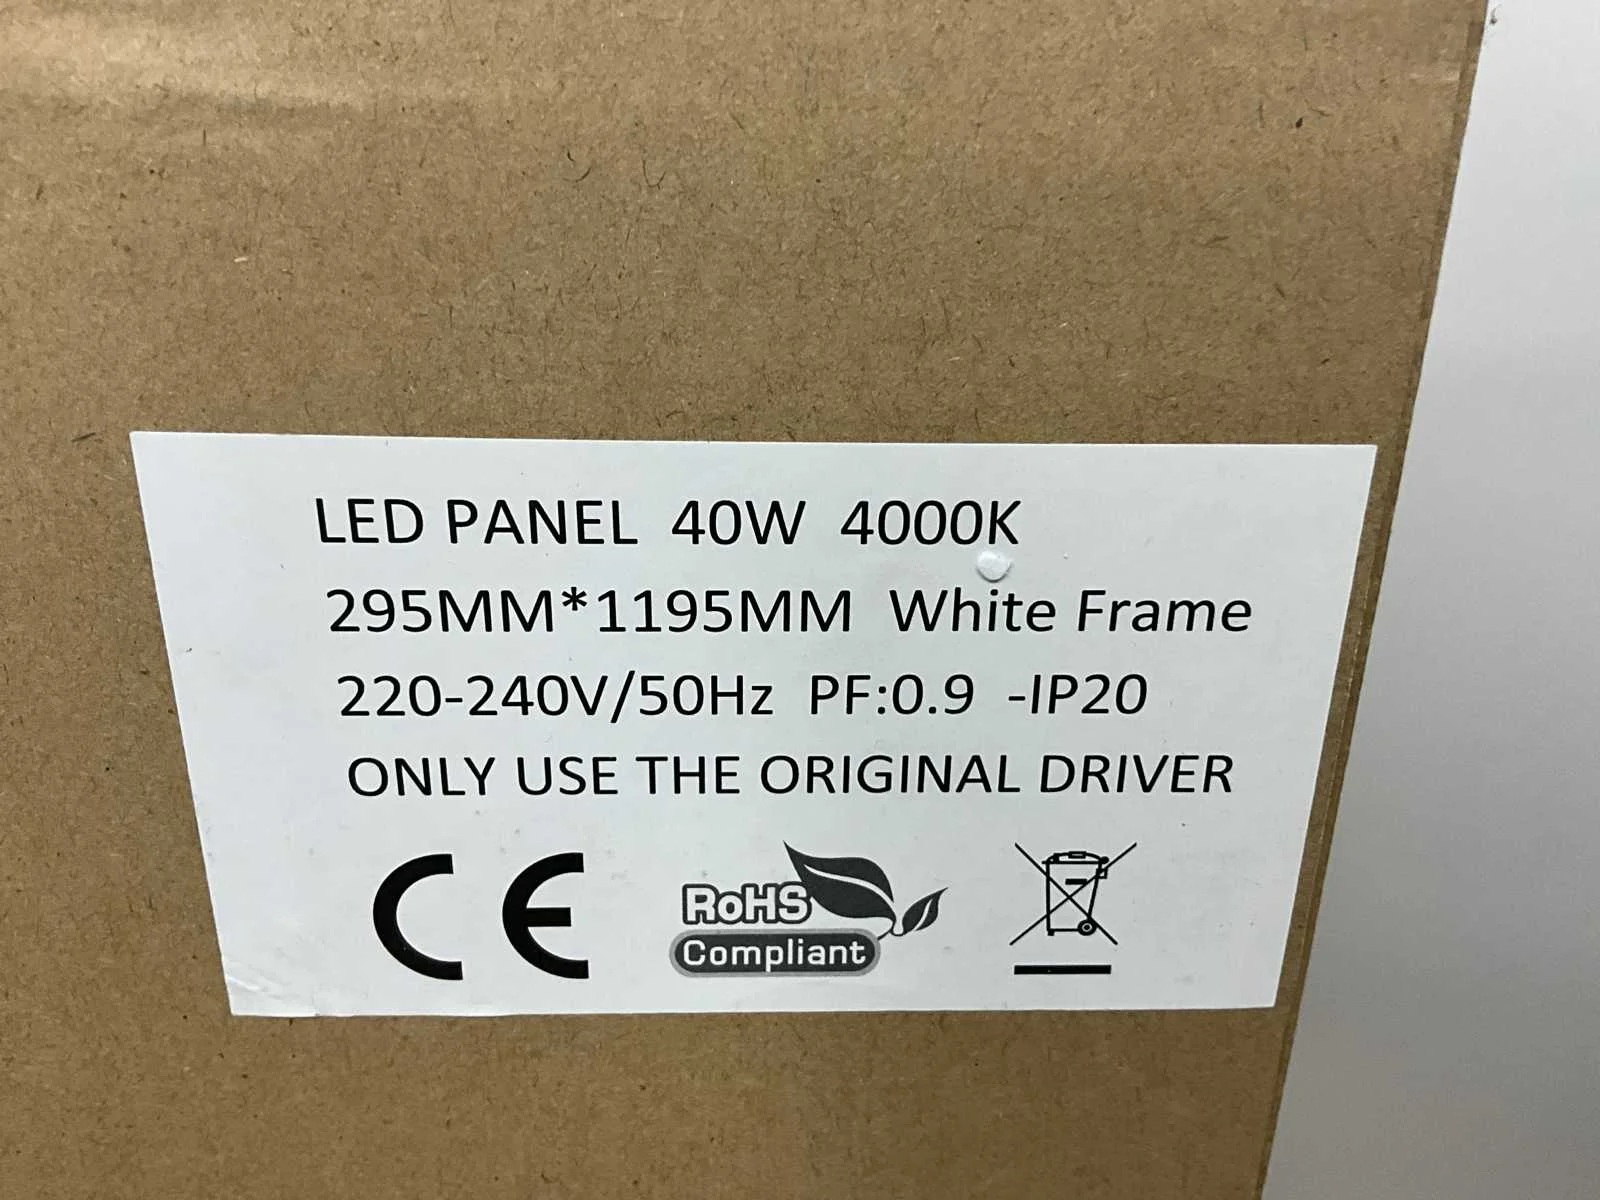 LED PANEL 40W 4000K
295MM*1195MM White Frame
220-240V/50Hz PF:0.9 -IP20
ONLY USE THE ORIGINAL DRIVER
CE RoHS
Compliant